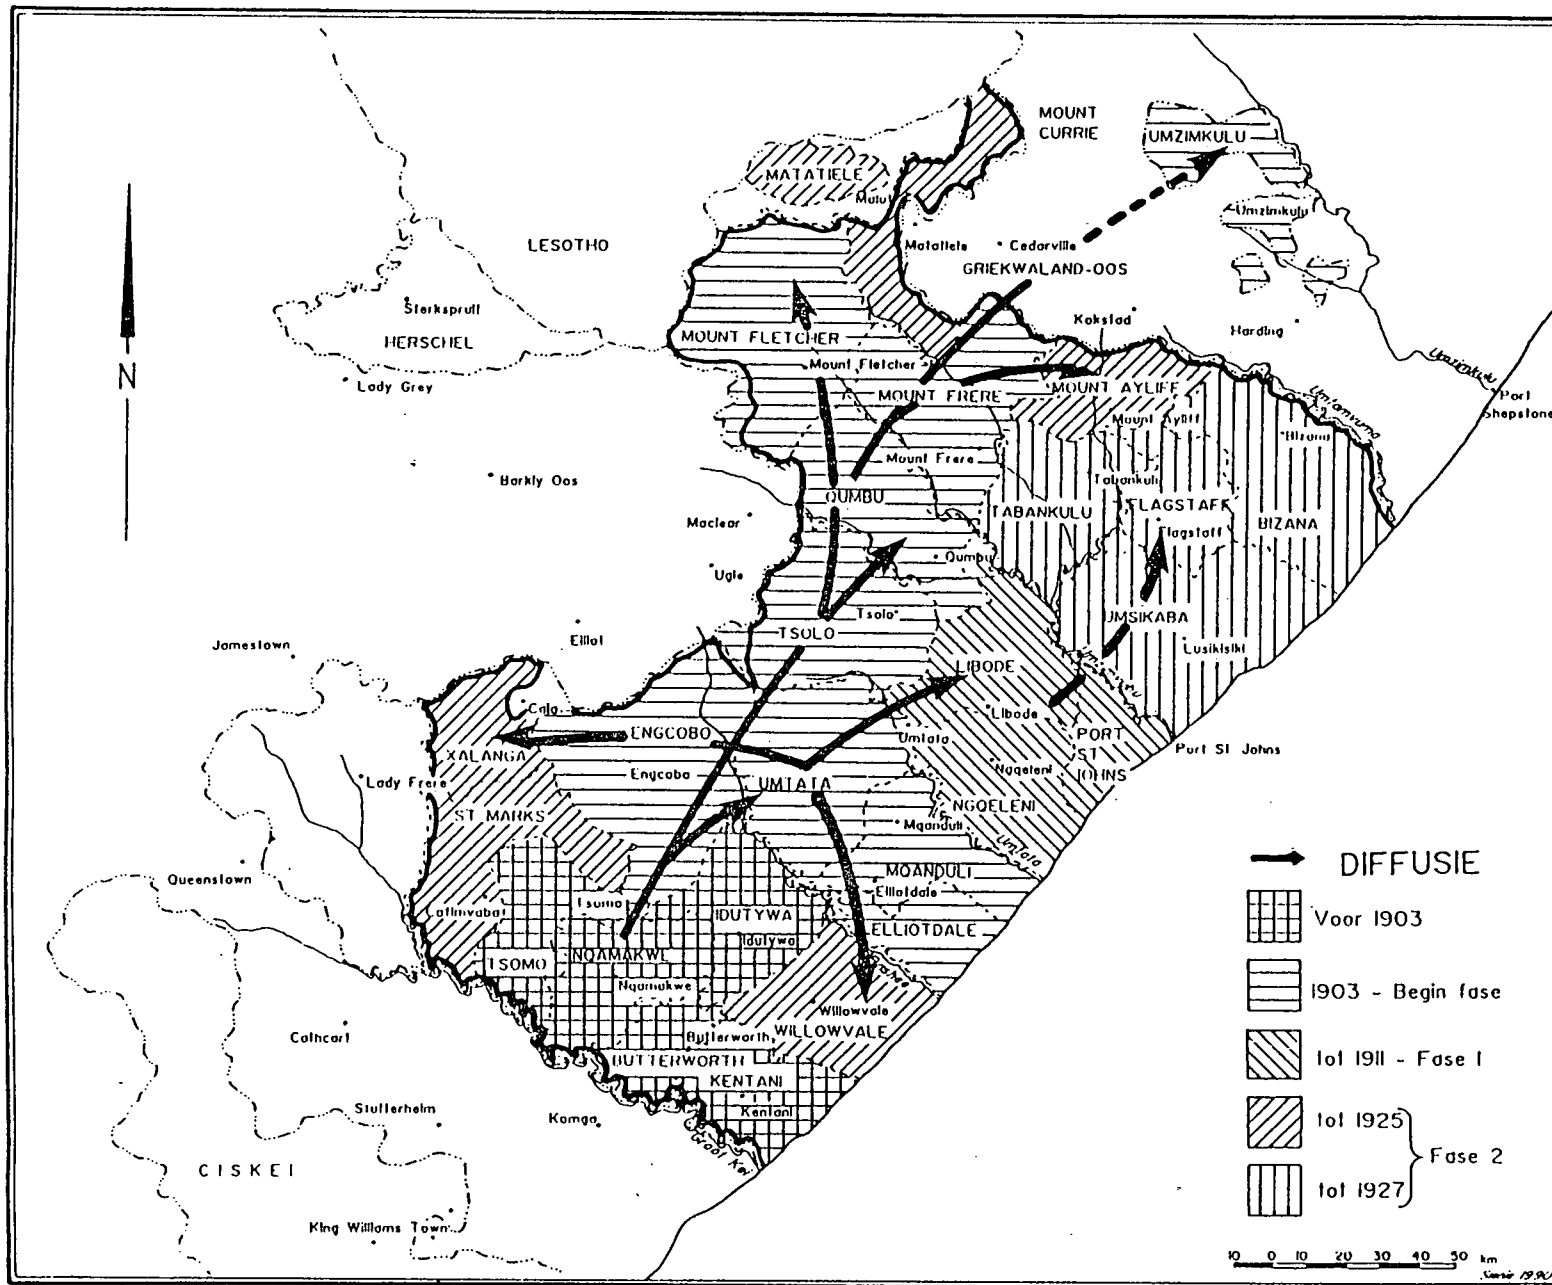 MOUNT
CURRIE
UMZIMKULU
MATATIELE
Umzimkulu
LESOTHO
Matatiele
Cedarville
GRIEKWALAND-OOS
Sterkspruit
HERSCHEL
Kokstad
Harding
MOUNT FLETCHER
N
Mount Fletcher
Umzimkulu
Lady Grey
MOUNT FRERE
MOUNT AYLIFF
Port
Shepstone
Mount Ayliff
Umtamvuma
Bizana
Mount Frere
Barkly Oos
Tabankulu
QUMBU
TABANKULU
FLAGSTAFF
BIZANA
Maclear
Flagstaff
Qumbu
Ugie
Tsolo
UMSIKABA
TSOLO
Elliot
Jamestown
Lusikisiki
LIBODE
Cala
Libode
ENGCOBO
Umtata
PORT
ST
JOHNS
Port St Johns
XALANGA
Engcobo
Ngqeleni
Lady Frere
UMTATA
NGQELENI
ST MARKS
Mqanduli
Umtata
DIFFUSIE
MQANDULI
Queenstown
Elliotdale
Tsomo
Cofimvaba
IDUTYWA
Voor 1903
ELLIOTDALE
Idutywa
TSOMO
NQAMAKWE
Nqamakwe
1903 - Begin fase
Willowvale
Cathcart
Butterworth
WILLOWVALE
BUTTERWORTH
tot 1911 - Fase 1
KENTANI
Stutterheim
Kentani
Komga
tot 1925
Groot Kei
Fase 2
CISKEI
tot 1927
King Williams Town
10 0 10 20 30 40 50 km